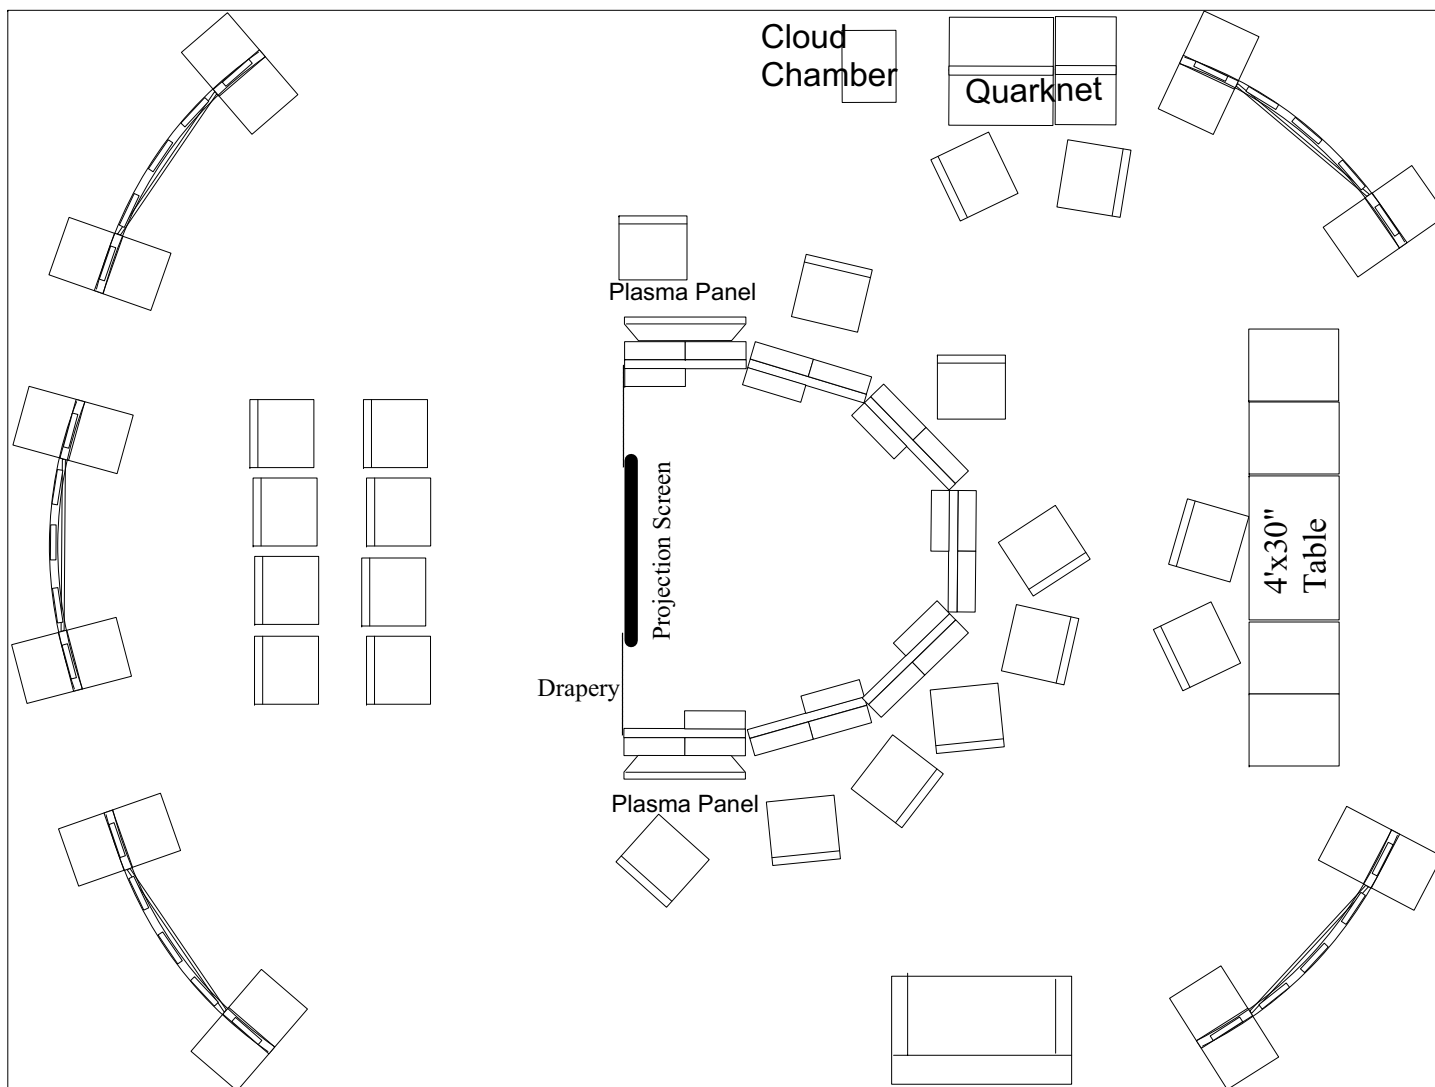 Cloud
Chamber
Quarknet
Plasma Panel
Projection Screen
4'x30"
Table
Drapery
Plasma Panel